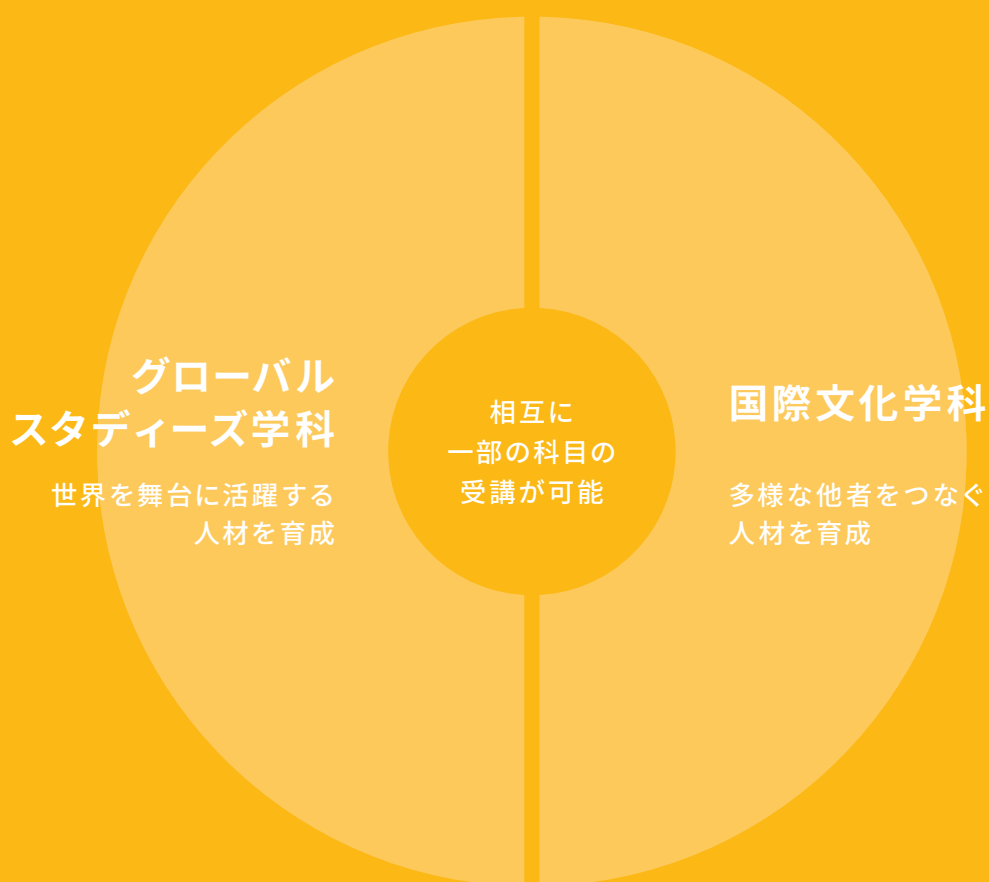 グローバル
スタディーズ学科
世界を舞台に活躍する
人材を育成
相互に
一部の科目の
受講が可能
国際文化学科
多様な他者をつなぐ
人材を育成